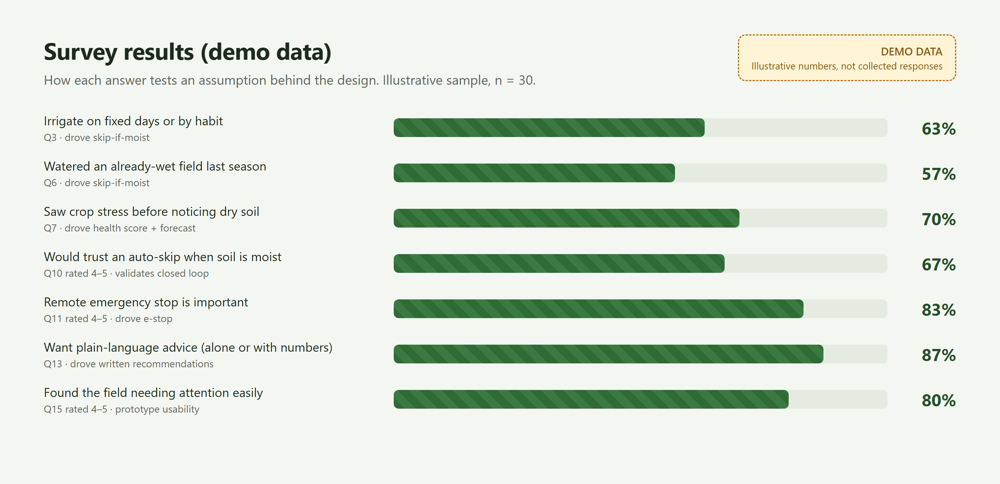 Survey results (demo data)
How each answer tests an assumption behind the design. Illustrative sample, n = 30.
DEMO DATA
Illustrative numbers, not collected responses
Irrigate on fixed days or by habit
Q3 · drove skip-if-moist
63%
Watered an already-wet field last season
Q6 · drove skip-if-moist
57%
Saw crop stress before noticing dry soil
Q7 · drove health score + forecast
70%
Would trust an auto-skip when soil is moist
Q10 rated 4–5 · validates closed loop
67%
Remote emergency stop is important
Q11 rated 4–5 · drove e-stop
83%
Want plain-language advice (alone or with numbers)
Q13 · drove written recommendations
87%
Found the field needing attention easily
Q15 rated 4–5 · prototype usability
80%